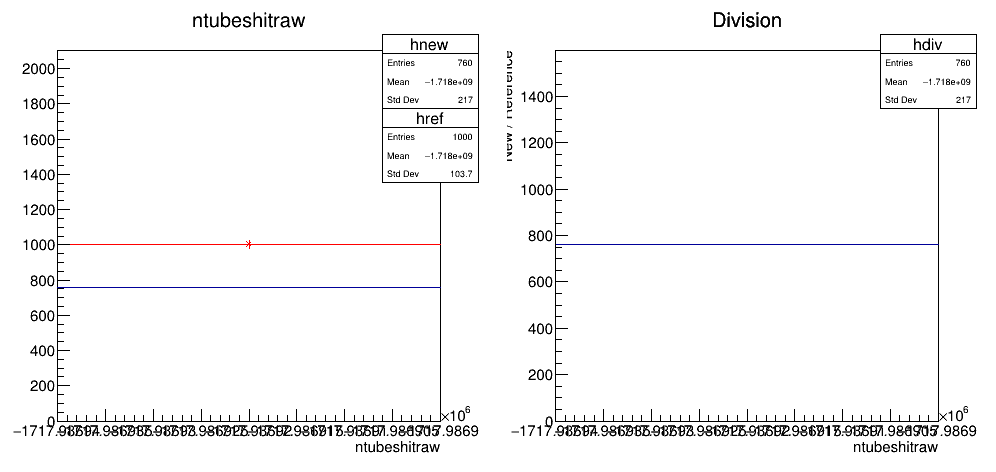 ntubeshitraw
hnew
Entries 760
Mean −1.718e+09
Std Dev 217
href
Entries 1000
Mean −1.718e+09
Std Dev 103.7
2000
1800
1600
1400
1200
1000
800
600
400
200
0
×10⁶
ntubeshitraw
Division
hdiv
Entries 760
Mean −1.718e+09
Std Dev 217
New / Reference
1400
1200
1000
800
600
400
200
0
×10⁶
ntubeshitraw